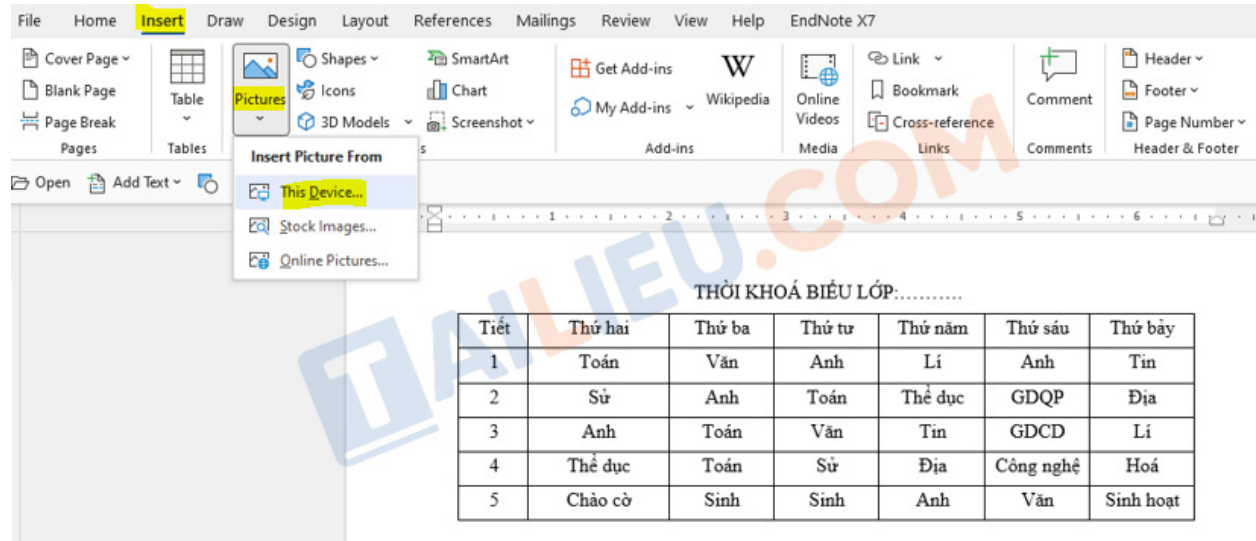 File Home Insert Draw Design Layout References Mailings Review View Help EndNote X7
Cover Page
Blank Page
Page Break
Pages
Table
Tables
Pictures
Shapes
Icons
3D Models
SmartArt
Chart
Screenshot
s
Get Add-ins
My Add-ins
W
Wikipedia
Add-ins
Online
Videos
Media
Link
Bookmark
Cross-reference
Links
Comment
Comments
Header
Footer
Page Number
Header & Footer
Insert Picture From
This Device...
Stock Images...
Online Pictures...
Open Add Text
1 2 3 4 5 6
TAILIEU.COM
THỜI KHOÁ BIỂU LỚP:..........
Tiết Thứ hai Thứ ba Thứ tư Thứ năm Thứ sáu Thứ bảy
1 Toán Văn Anh Lí Anh Tin
2 Sử Anh Toán Thể dục GDQP Địa
3 Anh Toán Văn Tin GDCD Lí
4 Thể dục Toán Sử Địa Công nghệ Hoá
5 Chào cờ Sinh Sinh Anh Văn Sinh hoạt